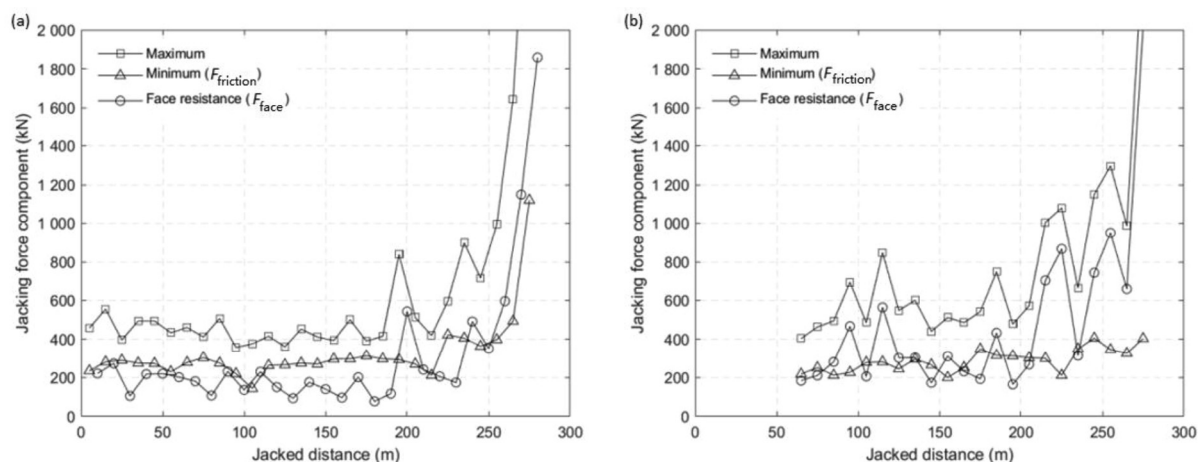 (a)
2 000
1 800
1 600
1 400
1 200
1 000
800
600
400
200
0
Jacking force component (kN)
Maximum
Minimum (Ffriction)
Face resistance (Fface)
0 50 100 150 200 250 300
Jacked distance (m)
(b)
2 000
1 800
1 600
1 400
1 200
1 000
800
600
400
200
0
Jacking force component (kN)
Maximum
Minimum (Ffriction)
Face resistance (Fface)
0 50 100 150 200 250 300
Jacked distance (m)